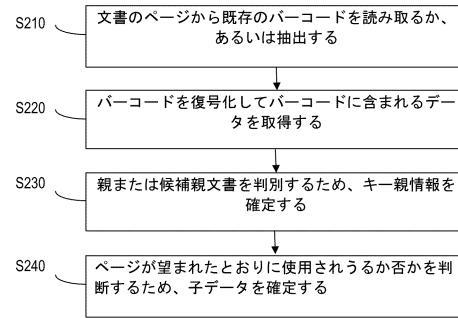 S210
文書のページから既存のバーコードを読み取るか、
あるいは抽出する
S220
バーコードを復号化してバーコードに含まれるデー
タを取得する
S230
親または候補親文書を判別するため、キー親情報を
確定する
S240
ページが望まれたとおりに使用されうるか否かを判
断するため、子データを確定する